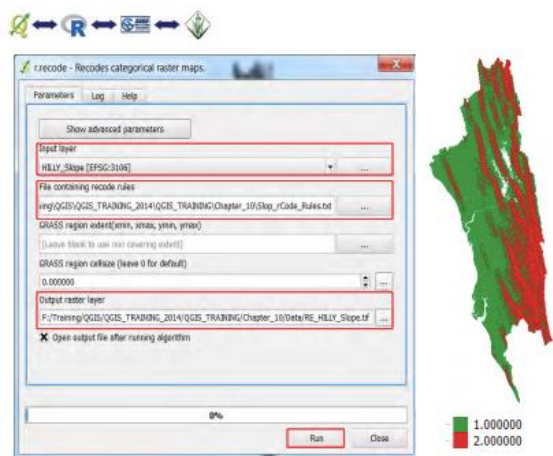 r.recode - Recodes categorical raster maps.
Parameters Log Help
Show advanced parameters
Input layer
HILLY_Slope [EPSG:3106]
...
File containing recode rules
ing\QGIS\QGIS_TRAINING_2014\QGIS_TRAINING\Chapter_10\Slop_rCode_Rules.txt
...
GRASS region extent(xmin, xmax, ymin, ymax)
[Leave blank to use min covering extent]
...
GRASS region cellsize (leave 0 for default)
0.000000
...
Output raster layer
F:/Training/QGIS/QGIS_TRAINING_2014/QGIS_TRAINING/Chapter_10/Data/RE_HILLY_Slope.tif
...
Open output file after running algorithm
0%
Run Close
1.000000
2.000000